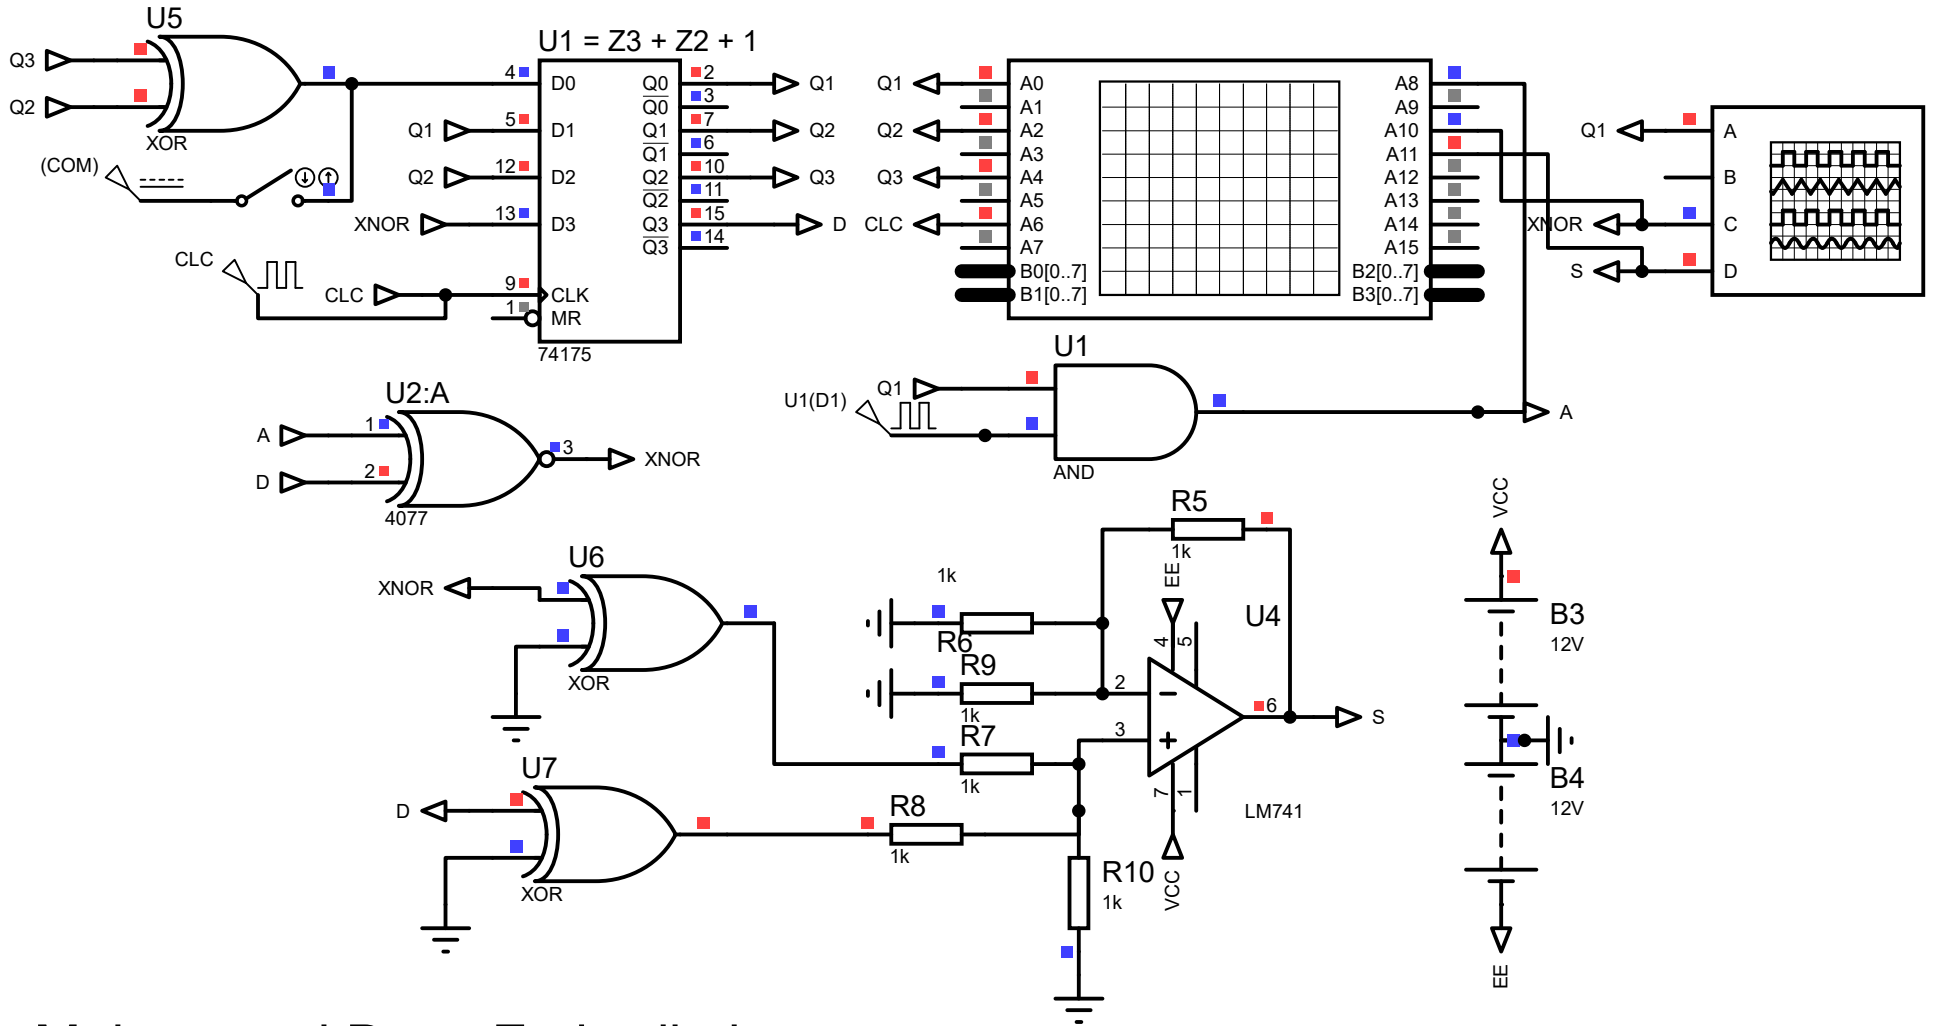 U5
Q3
Q2
XOR
(COM)
U1 = Z3 + Z2 + 1
4 D0 Q0 2 Q1
Q0 3
Q1 5 D1 Q1 7 Q2
Q1 6
Q2 12 D2 Q2 10 Q3
Q2 11
XNOR 13 D3 Q3 15 D
Q3 14
CLC
CLC 9 CLK
1 MR
74175
Q1 A0 A8
A1 A9
Q2 A2 A10
A3 A11
Q3 A4 A12
A5 A13
CLC A6 A14
A7 A15
B0[0..7] B2[0..7]
B1[0..7] B3[0..7]
Q1 A
B
XNOR C
S D
U1
Q1
U1(D1)
A
AND
U2:A
A 1
3 XNOR
D 2
4077
U6
XNOR
XOR
U7
D
XOR
R5
1k
1k
R6
R9
1k
R7
1k
R8
1k
R10
1k
EE
4 5
U4
2
3
6 S
7 1
LM741
VCC
VCC
B3
12V
B4
12V
EE